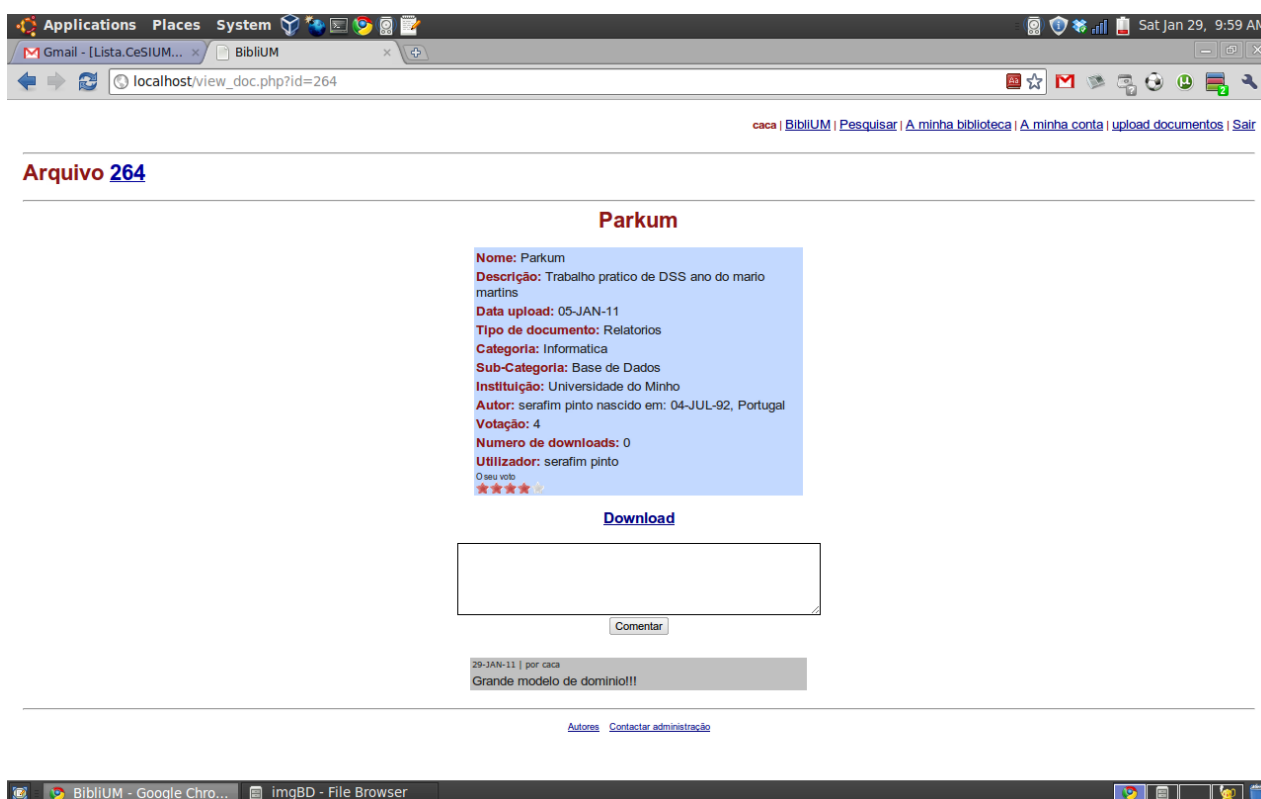 Applications Places System Sat Jan 29, 9:59 AM
Gmail - [Lista.CeSIUM... BibliUM
localhost/view_doc.php?id=264
caca | BibliUM | Pesquisar | A minha biblioteca | A minha conta | upload documentos | Sair
Arquivo 264
Parkum
Nome: Parkum
Descrição: Trabalho pratico de DSS ano do mario
martins
Data upload: 05-JAN-11
Tipo de documento: Relatorios
Categoria: Informatica
Sub-Categoria: Base de Dados
Instituição: Universidade do Minho
Autor: serafim pinto nascido em: 04-JUL-92, Portugal
Votação: 4
Numero de downloads: 0
Utilizador: serafim pinto
O seu voto
Download
Comentar
29-JAN-11 | por caca
Grande modelo de dominio!!!
Autores Contactar administração
BibliUM - Google Chro... imgBD - File Browser